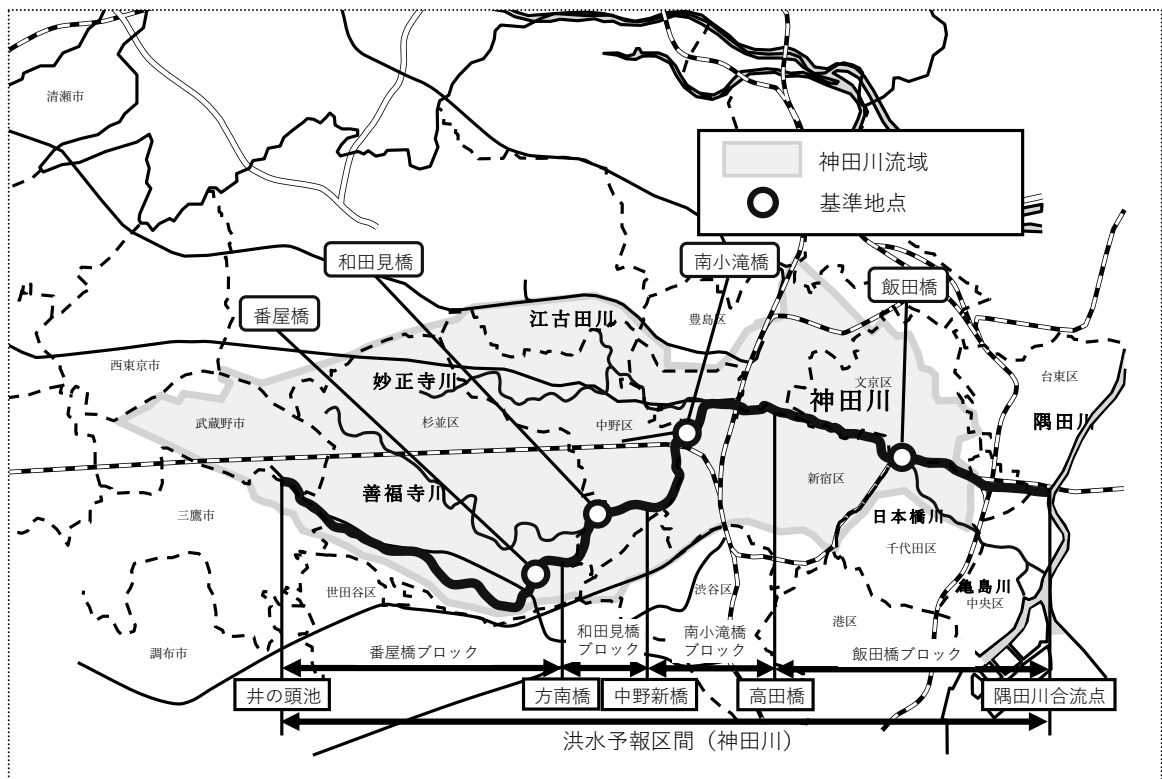 清瀬市
神田川流域
基準地点
和田見橋
南小滝橋
飯田橋
番屋橋
江古田川
豊島区
西東京市
妙正寺川
文京区
台東区
神田川
武蔵野市
杉並区
中野区
隅田川
善福寺川
新宿区
三鷹市
日本橋川
千代田区
世田谷区
渋谷区
亀島川
中央区
港区
調布市
番屋橋ブロック
和田見橋
ブロック
南小滝橋
ブロック
飯田橋ブロック
井の頭池
方南橋
中野新橋
高田橋
隅田川合流点
洪水予報区間（神田川）